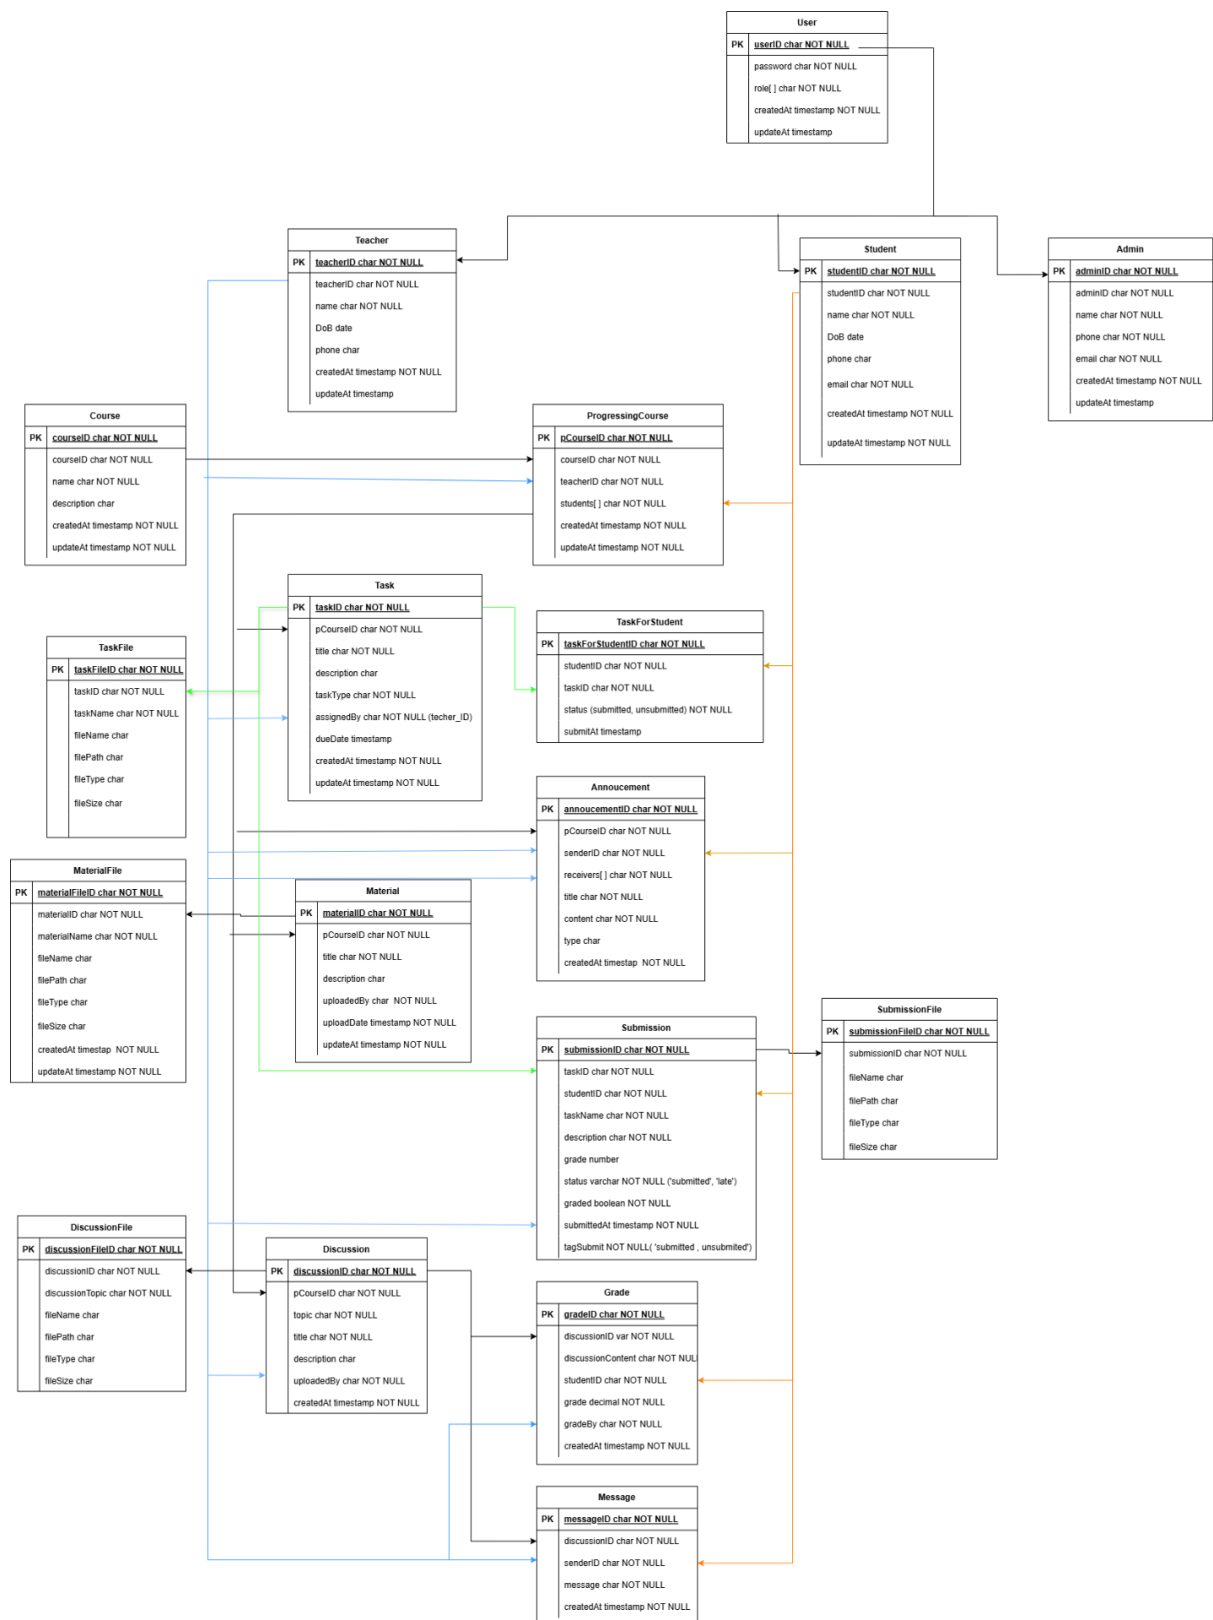 User
PK userID char NOT NULL
password char NOT NULL
role[ ] char NOT NULL
createdAt timestamp NOT NULL
updateAt timestamp
Teacher
PK teacherID char NOT NULL
teacherID char NOT NULL
name char NOT NULL
DoB date
phone char
createdAt timestamp NOT NULL
updateAt timestamp
Student
PK studentID char NOT NULL
studentID char NOT NULL
name char NOT NULL
DoB date
phone char
email char NOT NULL
createdAt timestamp NOT NULL
updateAt timestamp NOT NULL
Admin
PK adminID char NOT NULL
adminID char NOT NULL
name char NOT NULL
phone char NOT NULL
email char NOT NULL
createdAt timestamp NOT NULL
updateAt timestamp
Course
PK courseID char NOT NULL
courseID char NOT NULL
name char NOT NULL
description char
createdAt timestamp NOT NULL
updateAt timestamp NOT NULL
ProgressingCourse
PK pCourseID char NOT NULL
courseID char NOT NULL
teacherID char NOT NULL
students[ ] char NOT NULL
createdAt timestamp NOT NULL
updateAt timestamp NOT NULL
Task
PK taskID char NOT NULL
pCourseID char NOT NULL
title char NOT NULL
description char
taskType char NOT NULL
assignedBy char NOT NULL (techer_ID)
dueDate timestamp
createdAt timestamp NOT NULL
updateAt timestamp NOT NULL
TaskForStudent
PK taskForStudentID char NOT NULL
studentID char NOT NULL
taskID char NOT NULL
status (submitted, unsubmitted) NOT NULL
submitAt timestamp
TaskFile
PK taskFileID char NOT NULL
taskID char NOT NULL
taskName char NOT NULL
fileName char
filePath char
fileType char
fileSize char
Annoucement
PK annoucementID char NOT NULL
pCourseID char NOT NULL
senderID char NOT NULL
receivers[ ] char NOT NULL
title char NOT NULL
content char NOT NULL
type char
createdAt timestap NOT NULL
MaterialFile
PK materialFileID char NOT NULL
materialID char NOT NULL
materialName char NOT NULL
fileName char
filePath char
fileType char
fileSize char
createdAt timestap NOT NULL
updateAt timestamp NOT NULL
Material
PK materialID char NOT NULL
pCourseID char NOT NULL
title char NOT NULL
description char
uploadedBy char NOT NULL
uploadDate timestamp NOT NULL
updateAt timestamp NOT NULL
Submission
PK submissionID char NOT NULL
taskID char NOT NULL
studentID char NOT NULL
taskName char NOT NULL
description char NOT NULL
grade number
status varchar NOT NULL ('submitted', 'late')
graded boolean NOT NULL
submittedAt timestamp NOT NULL
tagSubmit NOT NULL( 'submitted , unsubmited')
SubmissionFile
PK submissionFileID char NOT NULL
submissionID char NOT NULL
fileName char
filePath char
fileType char
fileSize char
DiscussionFile
PK discussionFileID char NOT NULL
discussionID char NOT NULL
discussionTopic char NOT NULL
fileName char
filePath char
fileType char
fileSize char
Discussion
PK discussionID char NOT NULL
pCourseID char NOT NULL
topic char NOT NULL
title char NOT NULL
description char
uploadedBy char NOT NULL
createdAt timestamp NOT NULL
Grade
PK gradeID char NOT NULL
discussionID var NOT NULL
discussionContent char NOT NULL
studentID char NOT NULL
grade decimal NOT NULL
gradeBy char NOT NULL
createdAt timestamp NOT NULL
Message
PK messageID char NOT NULL
discussionID char NOT NULL
senderID char NOT NULL
message char NOT NULL
createdAt timestamp NOT NULL